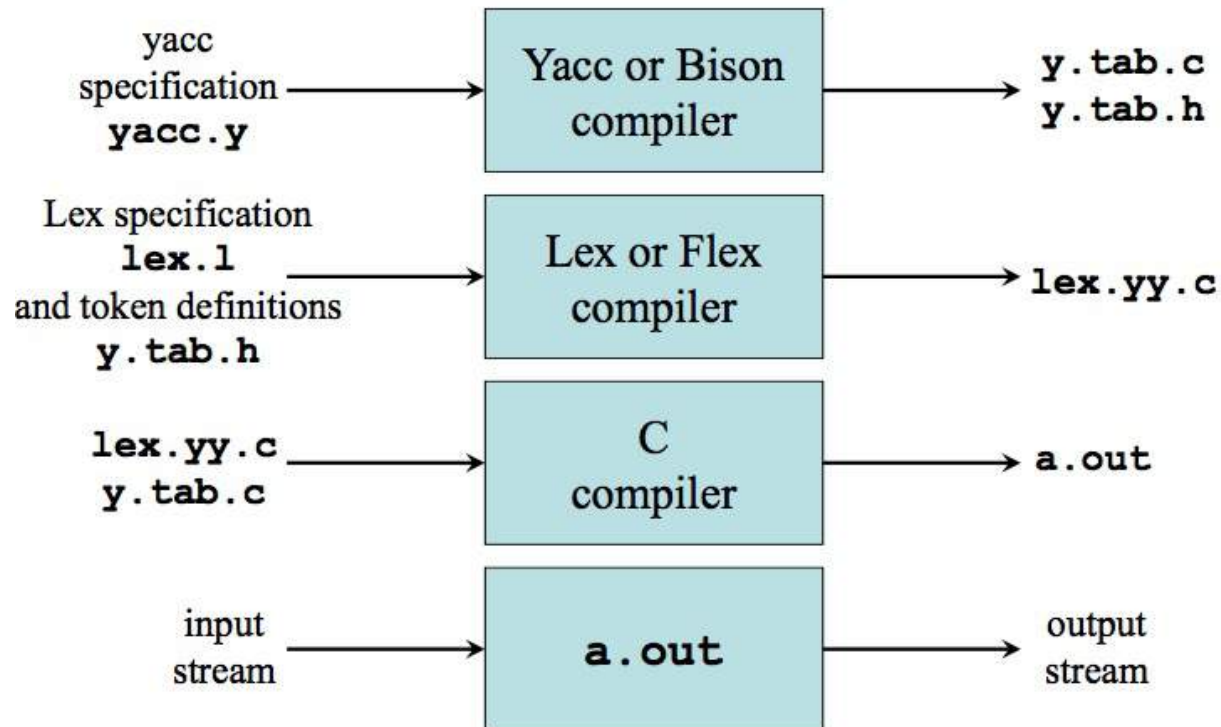 yacc
specification
yacc.y
Yacc or Bison
compiler
y.tab.c
y.tab.h
Lex specification
lex.l
and token definitions
y.tab.h
Lex or Flex
compiler
lex.yy.c
lex.yy.c
y.tab.c
C
compiler
a.out
input
stream
a.out
output
stream